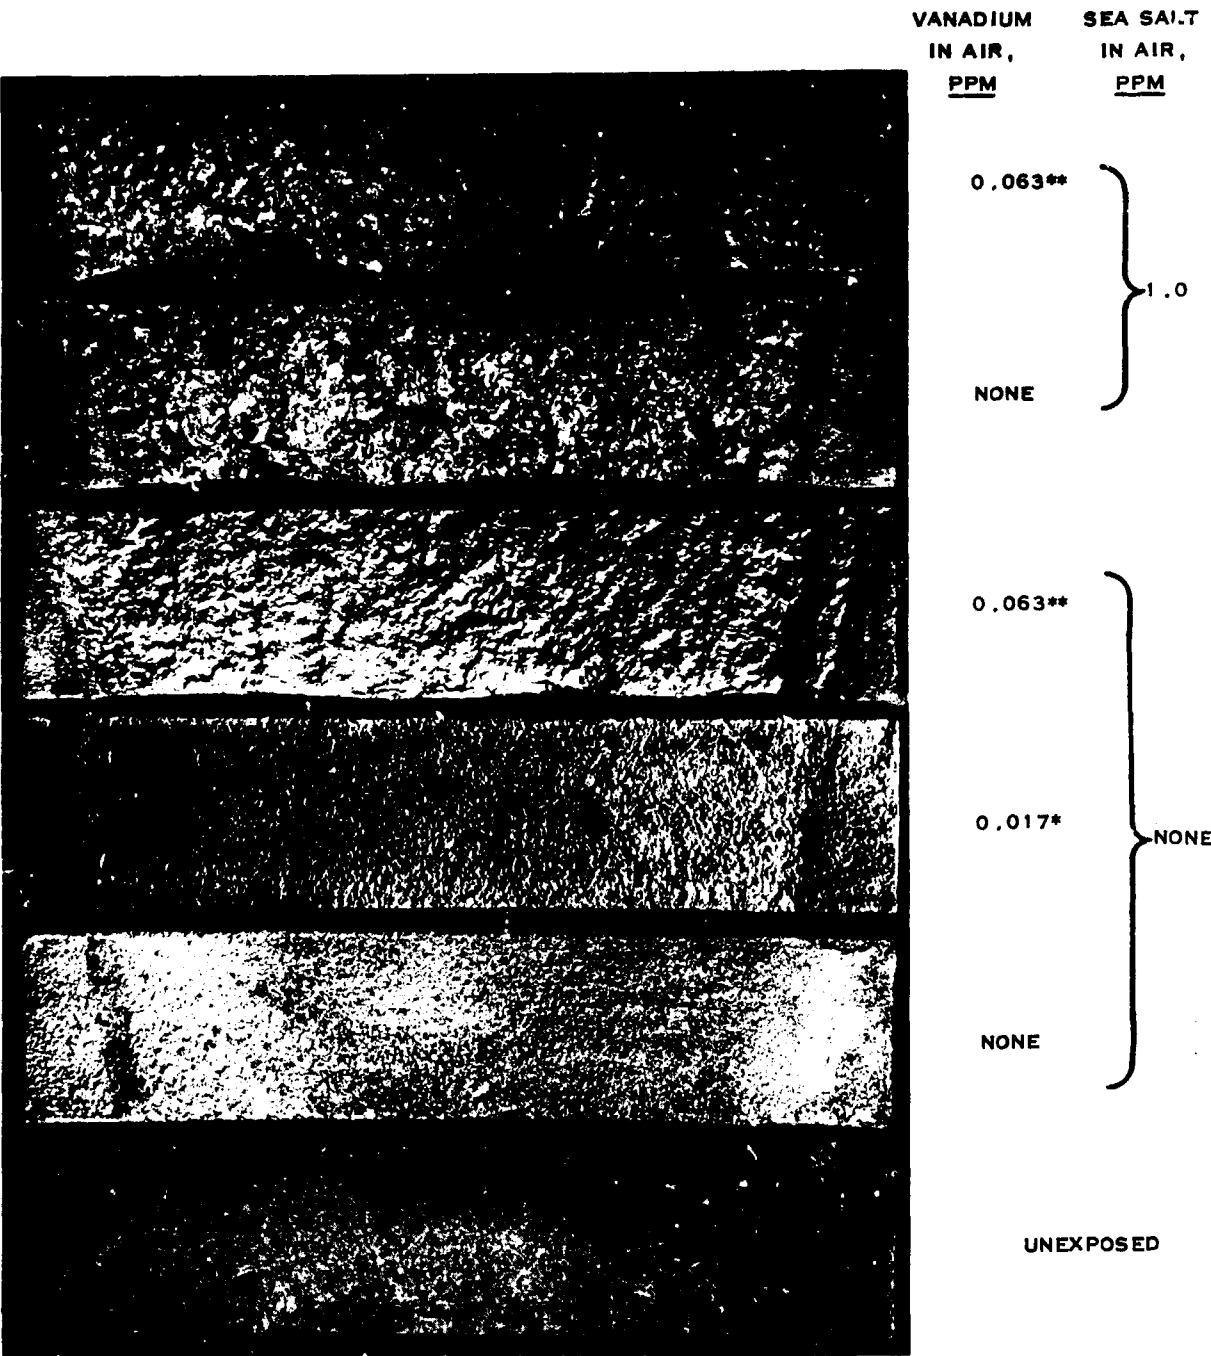 VANADIUM SEA SALT
IN AIR, IN AIR,
PPM PPM
0.063**
1.0
NONE
0.063**
0.017*
NONE
NONE
UNEXPOSED